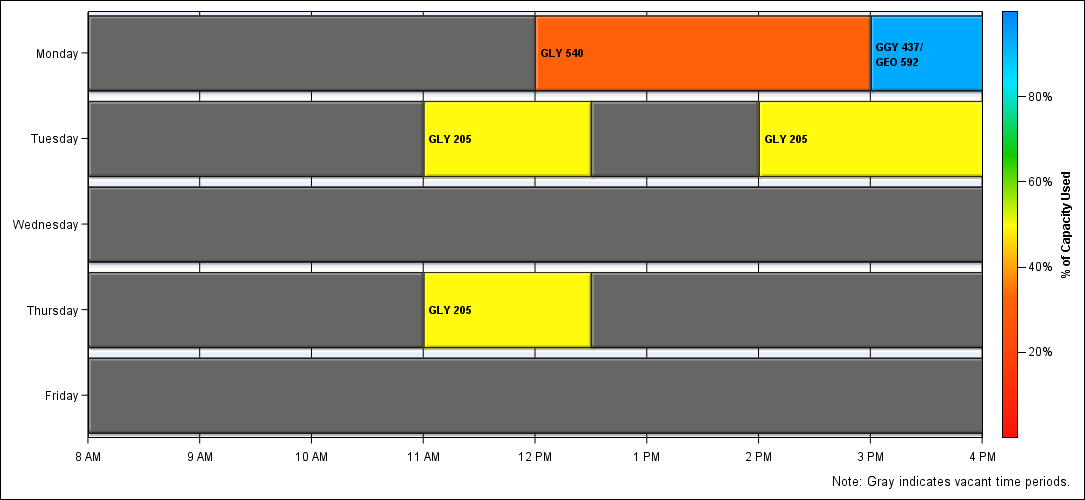 Monday
GLY 540
GGY 437/
GEO 592
Tuesday
GLY 205
GLY 205
Wednesday
Thursday
GLY 205
Friday
8 AM
9 AM
10 AM
11 AM
12 PM
1 PM
2 PM
3 PM
4 PM
80%
60%
40%
20%
% of Capacity Used
Note: Gray indicates vacant time periods.